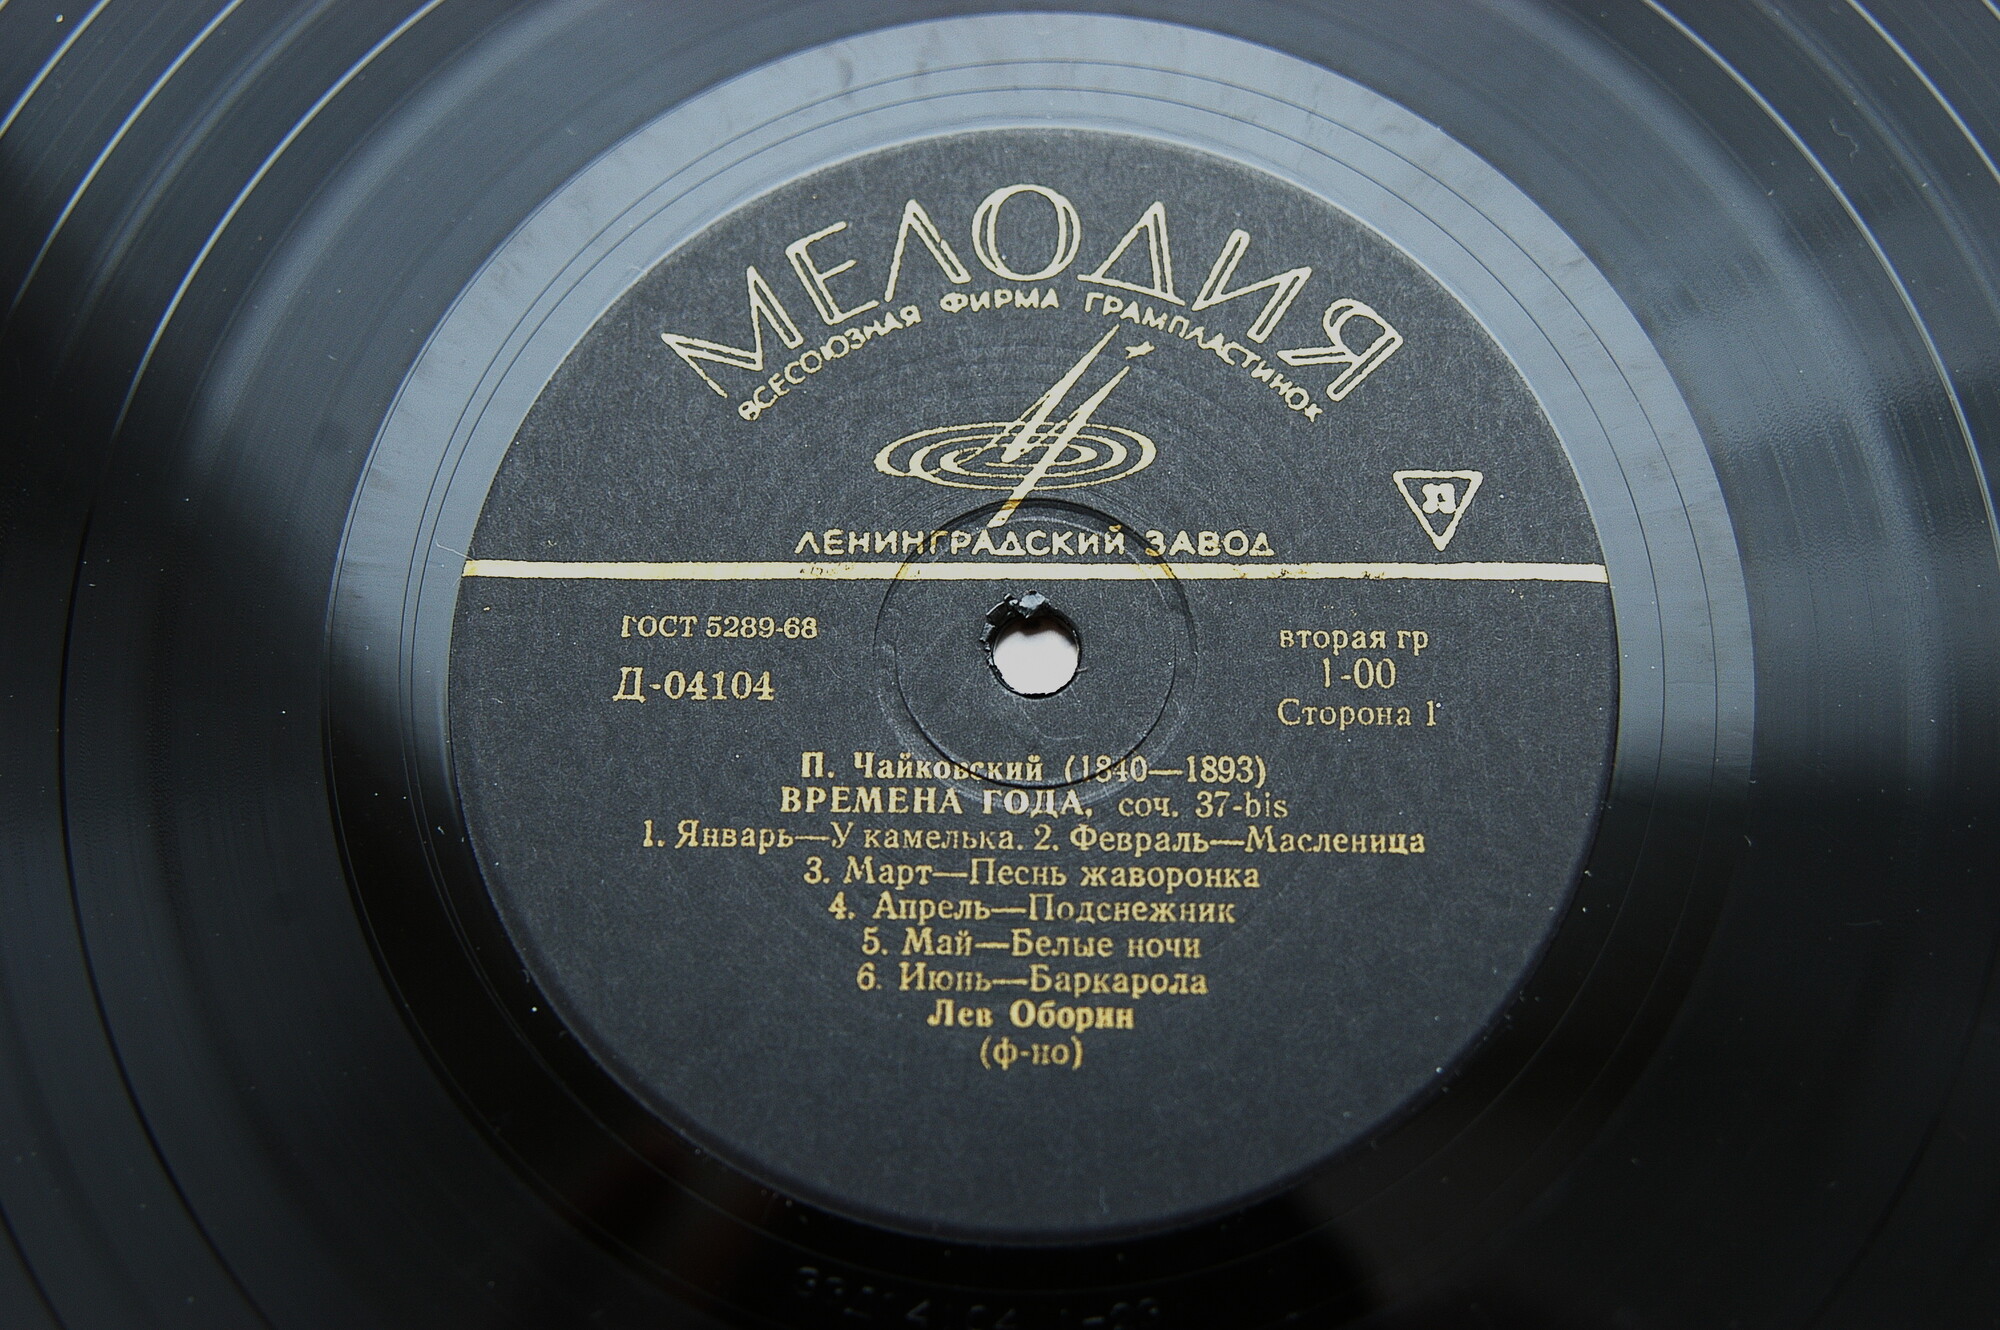 МЕЛОДИЯ
ВСЕСОЮЗНАЯ ФИРМА ГРАМПЛАСТИНОК
ЛЕНИНГРАДСКИЙ ЗАВОД
ГОСТ 5289-68
Д-04104
вторая гр
1-00
Сторона 1
П. Чайковский (1840—1893)
ВРЕМЕНА ГОДА, соч. 37-bis
1. Январь—У камелька. 2. Февраль—Масленица
3. Март—Песнь жаворонка
4. Апрель—Подснежник
5. Май—Белые ночи
6. Июнь—Баркарола
Лев Оборин
(ф-но)